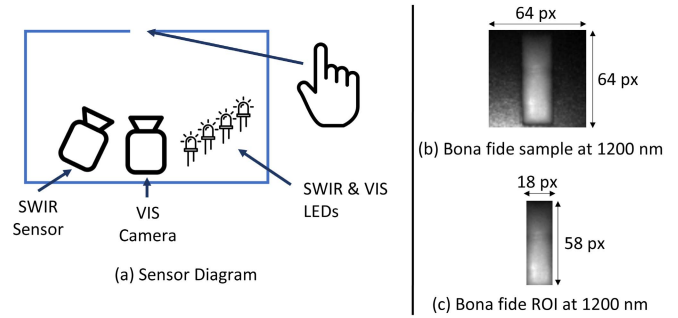 SWIR
Sensor
VIS
Camera
SWIR & VIS
LEDs
(a) Sensor Diagram
64 px
64 px
(b) Bona fide sample at 1200 nm
18 px
58 px
(c) Bona fide ROI at 1200 nm